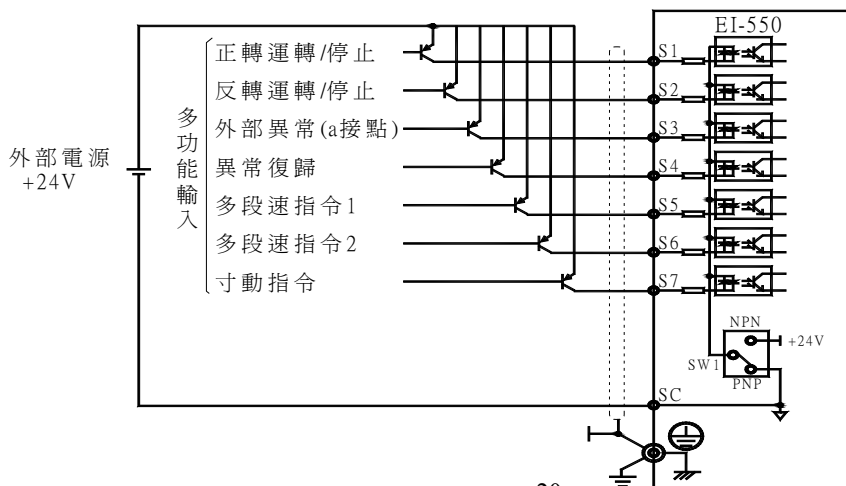 EI-550
正轉運轉/停止
S1
反轉運轉/停止
S2
外部異常(a接點)
S3
異常復歸
S4
多段速指令1
S5
多段速指令2
S6
寸動指令
S7
多功能輸入
外部電源
+24V
NPN
+24V
SW1
PNP
SC